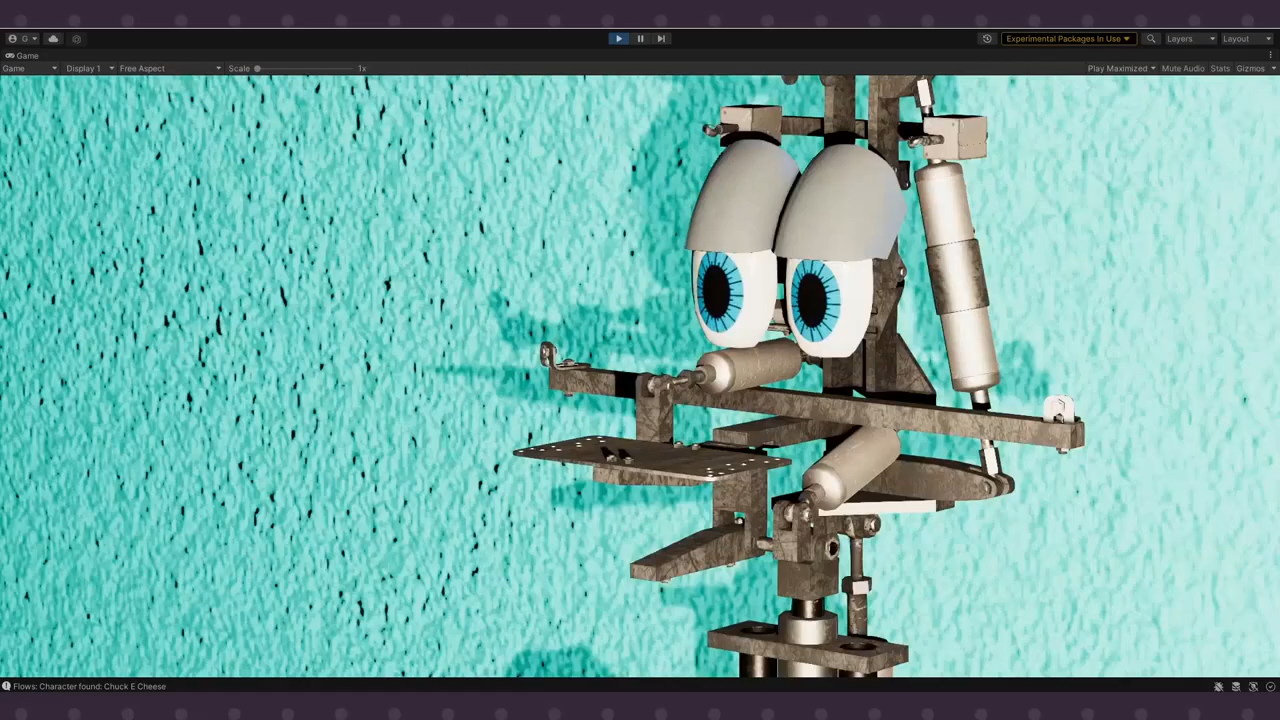 G
Experimental Packages In Use
Layers
Layout
Game
Game
Display 1
Free Aspect
Scale
1x
Play Maximized
Mute Audio
Stats
Gizmos
Flows: Character found: Chuck E Cheese